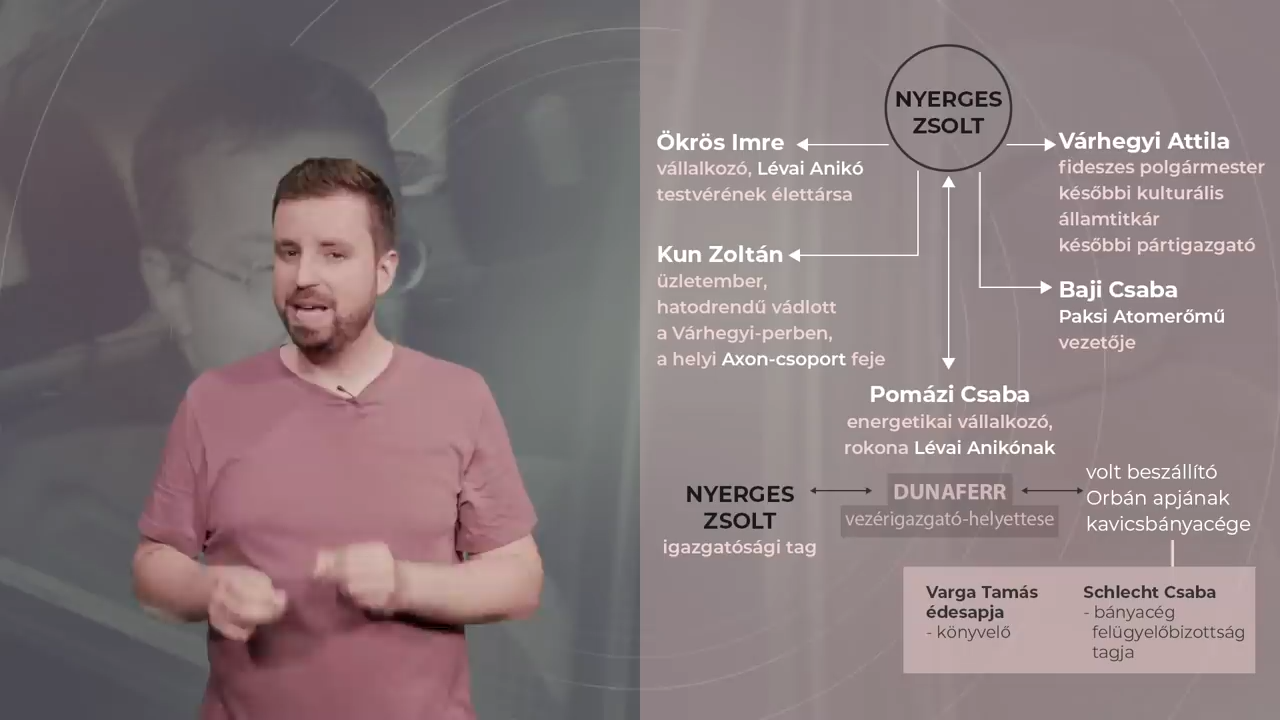 NYERGES
ZSOLT
Ökrös Imre
vállalkozó, Lévai Anikó
testvérének élettársa
Várhegyi Attila
fideszes polgármester
későbbi kulturális
államtitkár
későbbi pártigazgató
Kun Zoltán
üzletember,
hatodrendű vádlott
a Várhegyi-perben,
a helyi Axon-csoport feje
Baji Csaba
Paksi Atomerőmű
vezetője
Pomázi Csaba
energetikai vállalkozó,
rokona Lévai Anikónak
NYERGES
ZSOLT
igazgatósági tag
DUNAFERR
vezérigazgató-helyettese
volt beszállító
Orbán apjának
kavicsbányacége
Varga Tamás
édesapja
- könyvelő
Schlecht Csaba
- bányacég
felügyelőbizottság
tagja